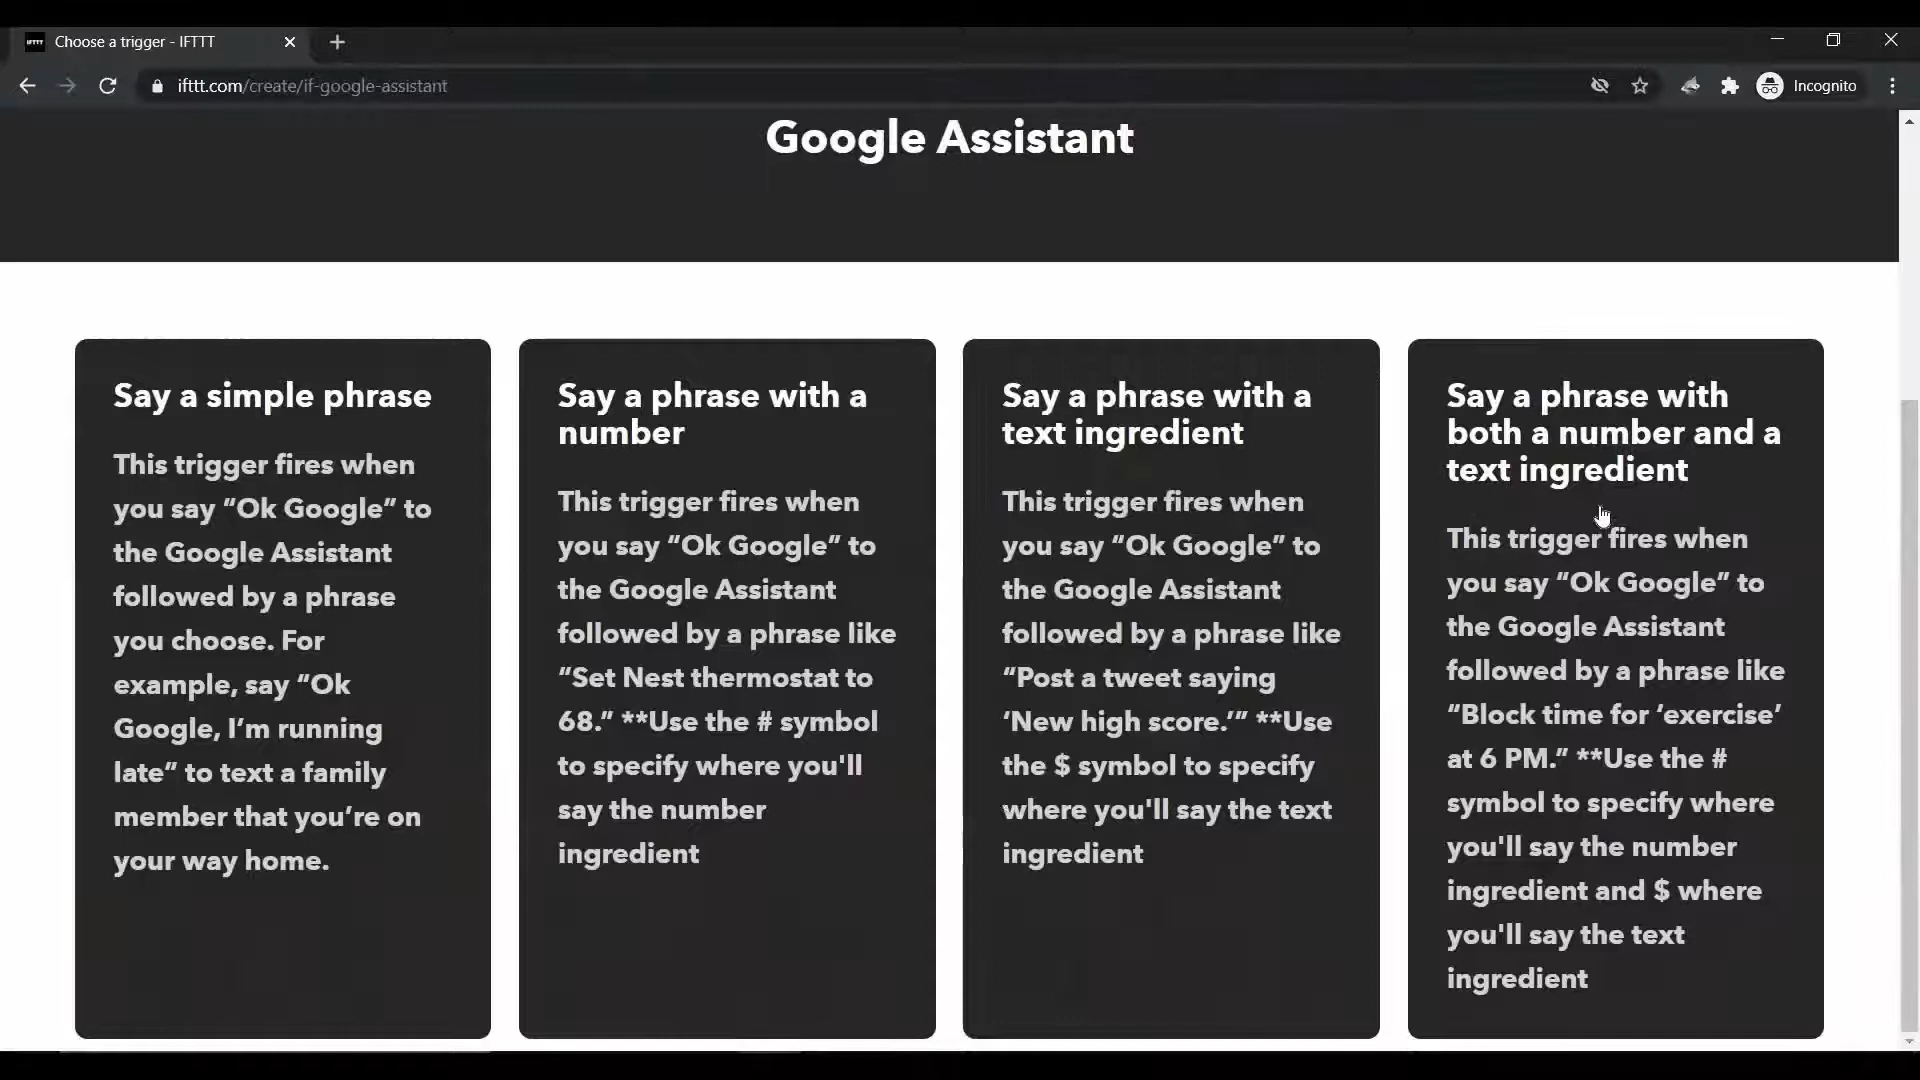 IFTTT
Choose a trigger - IFTTT
ifttt.com/create/if-google-assistant
Incognito
Google Assistant
Say a simple phrase
This trigger fires when
you say “Ok Google” to
the Google Assistant
followed by a phrase
you choose. For
example, say “Ok
Google, I’m running
late” to text a family
member that you’re on
your way home.
Say a phrase with a
number
This trigger fires when
you say “Ok Google” to
the Google Assistant
followed by a phrase like
“Set Nest thermostat to
68.” **Use the # symbol
to specify where you'll
say the number
ingredient
Say a phrase with a
text ingredient
This trigger fires when
you say “Ok Google” to
the Google Assistant
followed by a phrase like
“Post a tweet saying
‘New high score.’” **Use
the $ symbol to specify
where you'll say the text
ingredient
Say a phrase with
both a number and a
text ingredient
This trigger fires when
you say “Ok Google” to
the Google Assistant
followed by a phrase like
“Block time for ‘exercise’
at 6 PM.” **Use the #
symbol to specify where
you'll say the number
ingredient and $ where
you'll say the text
ingredient